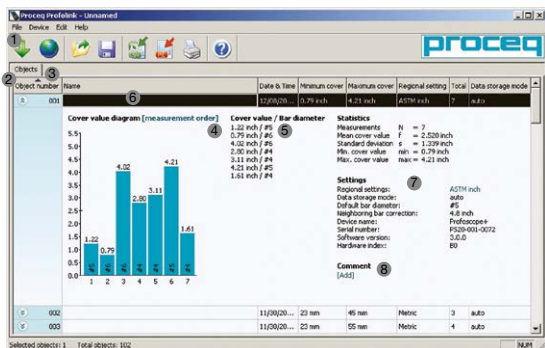 Proceq Profolink - Unnamed
File Device Edit Help
1
proceq
Objects
2 3
Object number Name Date & Time Minimum cover Maximum cover Regional setting Total Data storage mode
001 6 12/08/20... 0.79 inch 4.21 inch ASTM inch 7 auto
Cover value diagram [measurement order] Cover value / Bar diameter Statistics
4 5
1.22 inch / #5 Measurements N = 7
0.79 inch / #6 Mean cover value f = 2.520 inch
4.02 inch / #6 Standard deviation s = 1.339 inch
2.80 inch / #4 Min. cover value min = 0.79 inch
3.11 inch / #4 Max. cover value max = 4.21 inch
4.21 inch / #5
1.61 inch / #4
Settings 7
Regional settings: ASTM inch
Data storage mode: auto
Default bar diameter: #5
Neighboring bar correction: 4.8 inch
Device name: Profoscope+
Serial number: PS20-001-0072
Software version: 3.0.0
Hardware index: B0
Comment 8
[Add]
5.5
5.0
4.5
4.0
3.5
3.0
2.5
2.0
1.5
1.0
0.5
0.0
1.22 0.79 4.02 2.80 3.11 4.21 1.61
1 2 3 4 5 6 7
002 11/30/20... 23 mm 45 mm Metric 3 auto
003 11/30/20... 23 mm 55 mm Metric 4 auto
Selected objects: 1 Total objects: 102 NUM